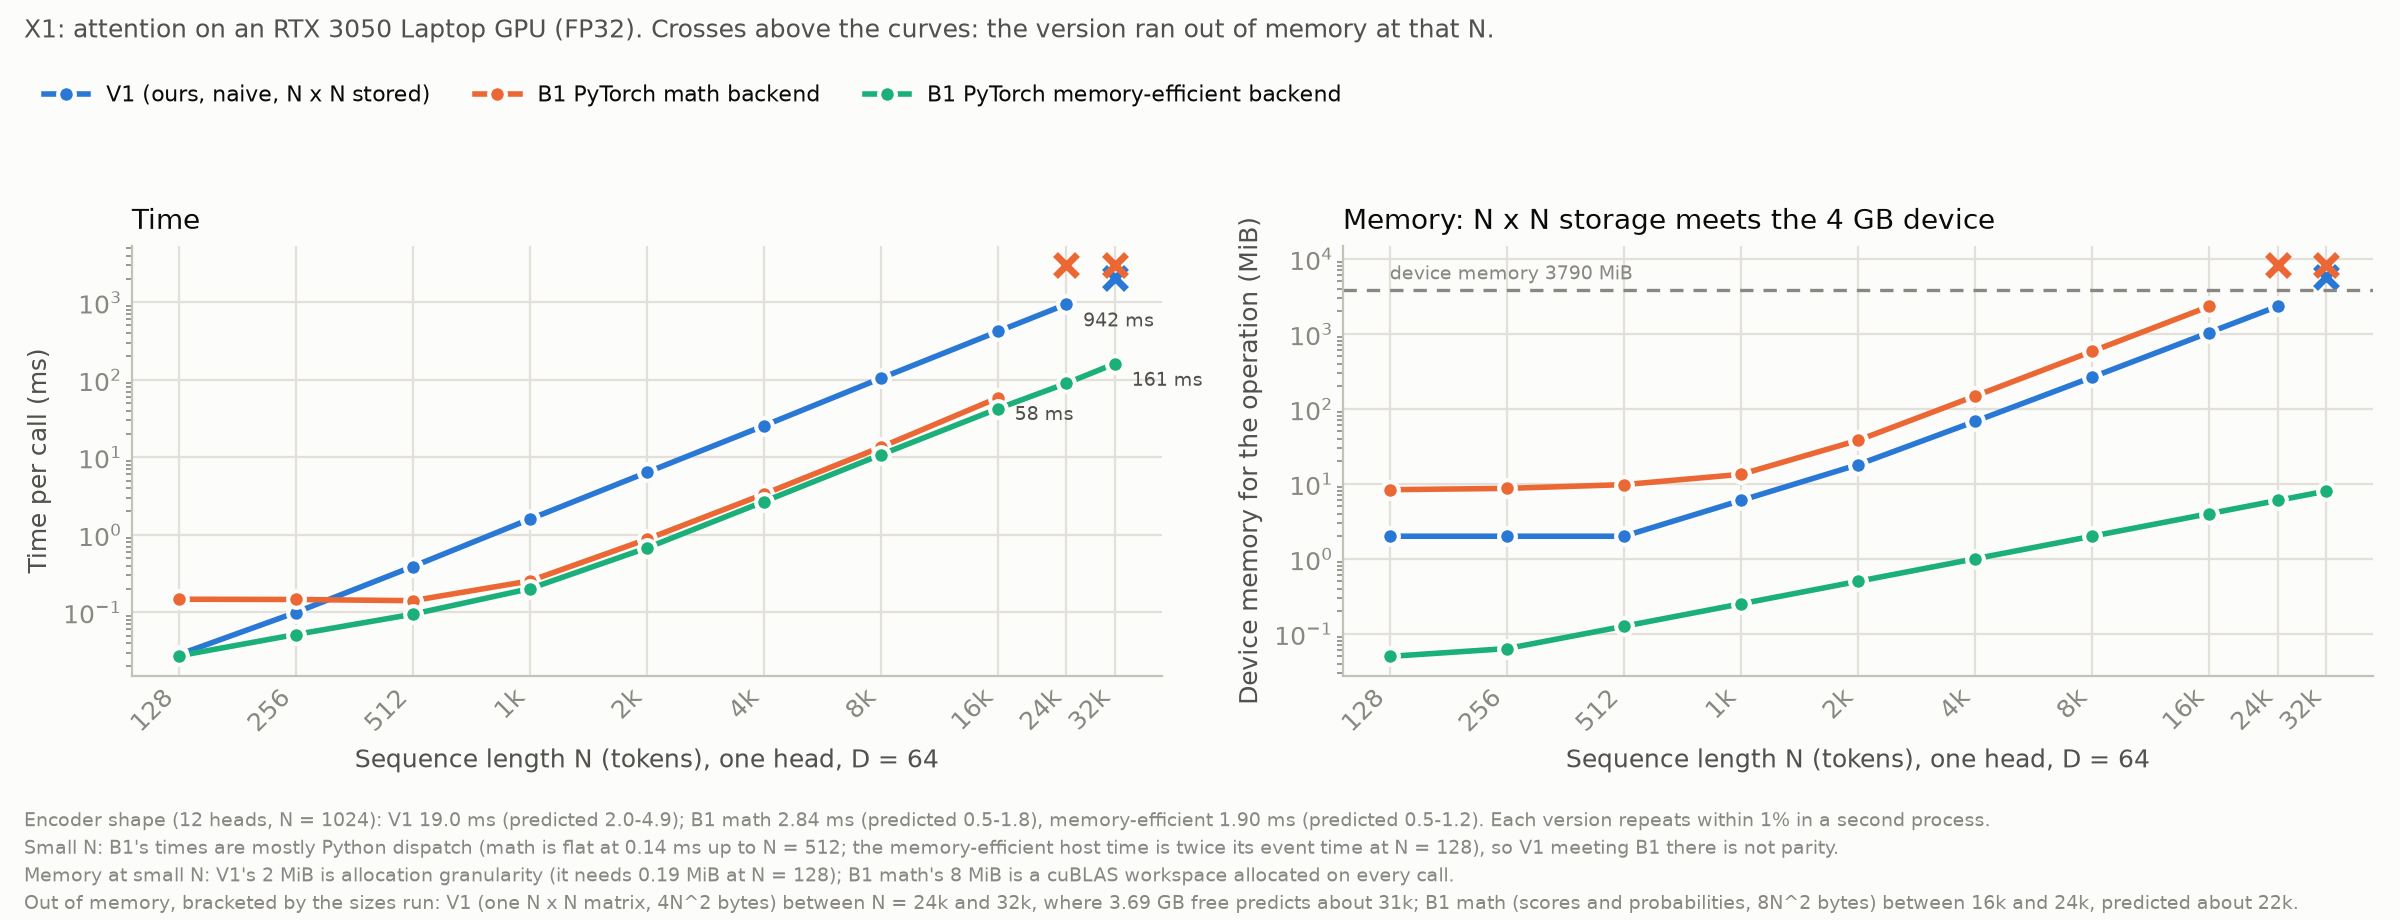 X1: attention on an RTX 3050 Laptop GPU (FP32). Crosses above the curves: the version ran out of memory at that N.
V1 (ours, naive, N x N stored)
B1 PyTorch math backend
B1 PyTorch memory-efficient backend
Time
Time per call (ms)
10^3
10^2
10^1
10^0
10^−1
942 ms
161 ms
58 ms
128
256
512
1k
2k
4k
8k
16k
24k
32k
Sequence length N (tokens), one head, D = 64
Memory: N x N storage meets the 4 GB device
Device memory for the operation (MiB)
10^4
10^3
10^2
10^1
10^0
10^−1
device memory 3790 MiB
128
256
512
1k
2k
4k
8k
16k
24k
32k
Sequence length N (tokens), one head, D = 64
Encoder shape (12 heads, N = 1024): V1 19.0 ms (predicted 2.0-4.9); B1 math 2.84 ms (predicted 0.5-1.8), memory-efficient 1.90 ms (predicted 0.5-1.2). Each version repeats within 1% in a second process.
Small N: B1's times are mostly Python dispatch (math is flat at 0.14 ms up to N = 512; the memory-efficient host time is twice its event time at N = 128), so V1 meeting B1 there is not parity.
Memory at small N: V1's 2 MiB is allocation granularity (it needs 0.19 MiB at N = 128); B1 math's 8 MiB is a cuBLAS workspace allocated on every call.
Out of memory, bracketed by the sizes run: V1 (one N x N matrix, 4N^2 bytes) between N = 24k and 32k, where 3.69 GB free predicts about 31k; B1 math (scores and probabilities, 8N^2 bytes) between 16k and 24k, predicted about 22k.